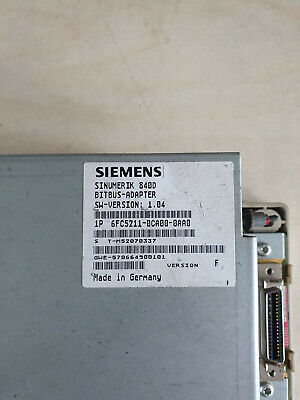 SIEMENS
SINUMERIK 840D
BITBUS-ADAPTER
SW-VERSION: 1.04
1P 6FC5211-0CA00-0AA0
S T-M52070337
GWE-570664900101
VERSION F
Made in Germany